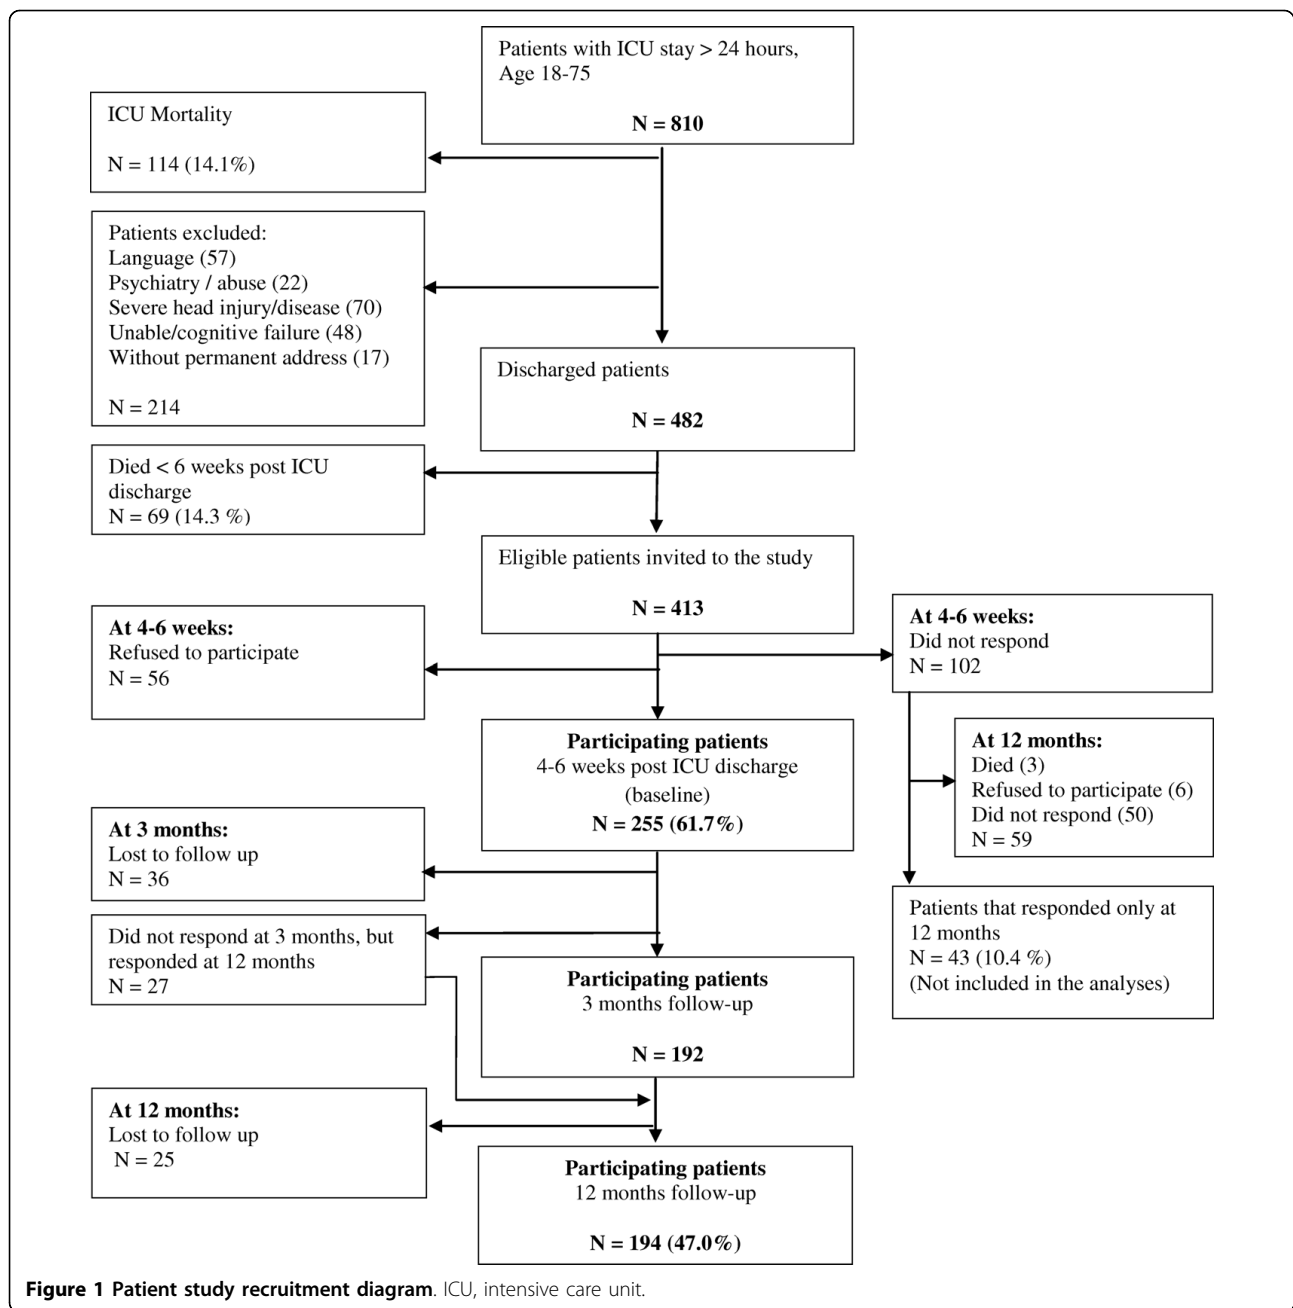 Patients with ICU stay > 24 hours,
Age 18-75
N = 810
ICU Mortality
N = 114 (14.1%)
Patients excluded:
Language (57)
Psychiatry / abuse (22)
Severe head injury/disease (70)
Unable/cognitive failure (48)
Without permanent address (17)
N = 214
Discharged patients
N = 482
Died < 6 weeks post ICU
discharge
N = 69 (14.3 %)
Eligible patients invited to the study
N = 413
At 4-6 weeks:
Refused to participate
N = 56
At 4-6 weeks:
Did not respond
N = 102
Participating patients
4-6 weeks post ICU discharge
(baseline)
N = 255 (61.7%)
At 12 months:
Died (3)
Refused to participate (6)
Did not respond (50)
N = 59
At 3 months:
Lost to follow up
N = 36
Patients that responded only at
12 months
N = 43 (10.4 %)
(Not included in the analyses)
Did not respond at 3 months, but
responded at 12 months
N = 27
Participating patients
3 months follow-up
N = 192
At 12 months:
Lost to follow up
N = 25
Participating patients
12 months follow-up
N = 194 (47.0%)
Figure 1 Patient study recruitment diagram. ICU, intensive care unit.